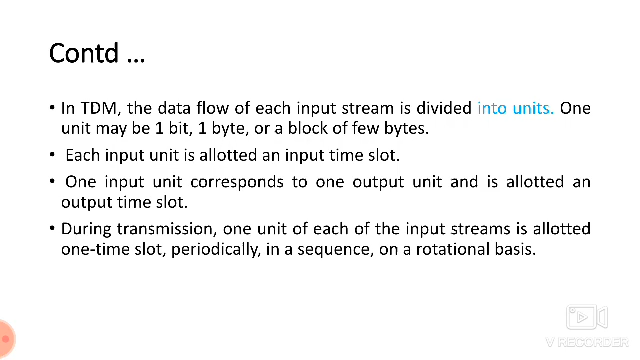 Contd ...
• In TDM, the data flow of each input stream is divided into units. One
unit may be 1 bit, 1 byte, or a block of few bytes.
• Each input unit is allotted an input time slot.
• One input unit corresponds to one output unit and is allotted an
output time slot.
• During transmission, one unit of each of the input streams is allotted
one-time slot, periodically, in a sequence, on a rotational basis.
V RECORDER